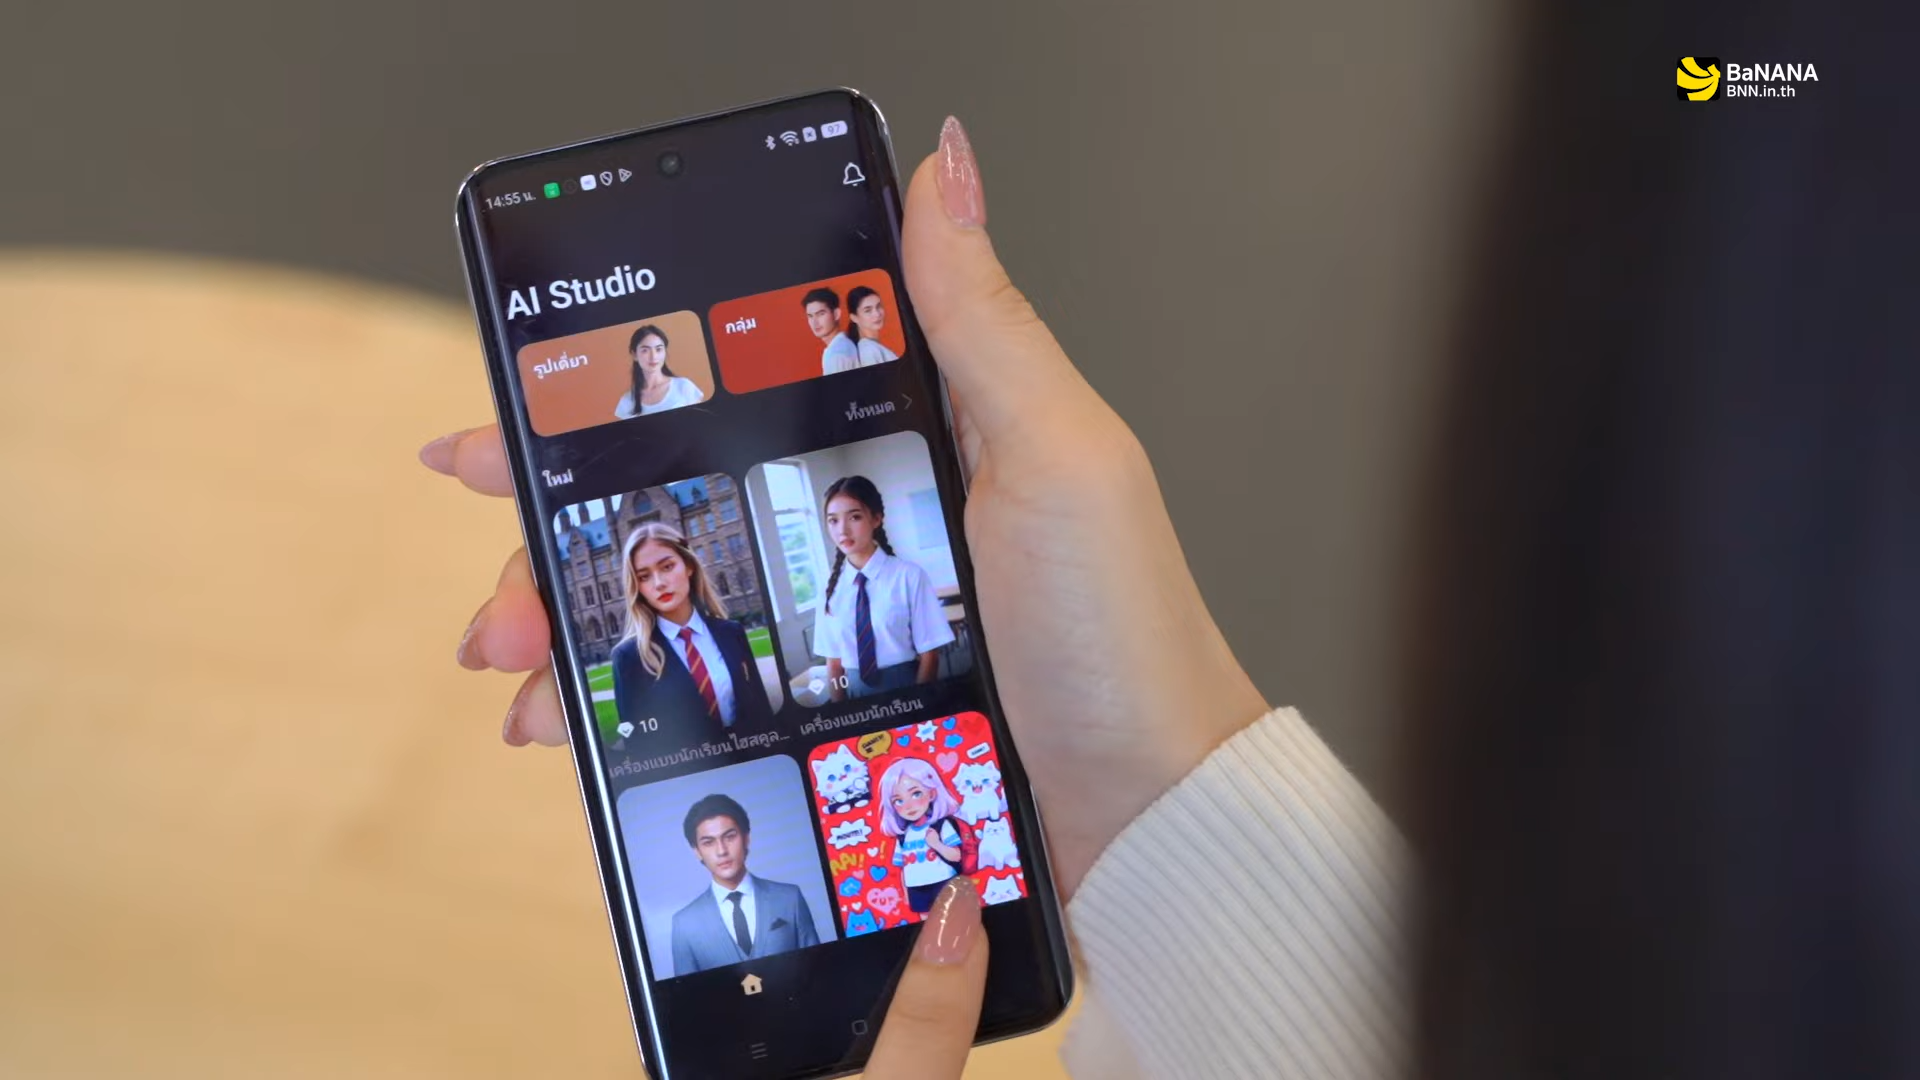 BaNANA
BNN.in.th
97
14:55 น.
AI Studio
รูปเดี่ยว
กลุ่ม
ทั้งหมด
ใหม่
10
10
เครื่องแบบนักเรียนไฮสคูล...
เครื่องแบบนักเรียน